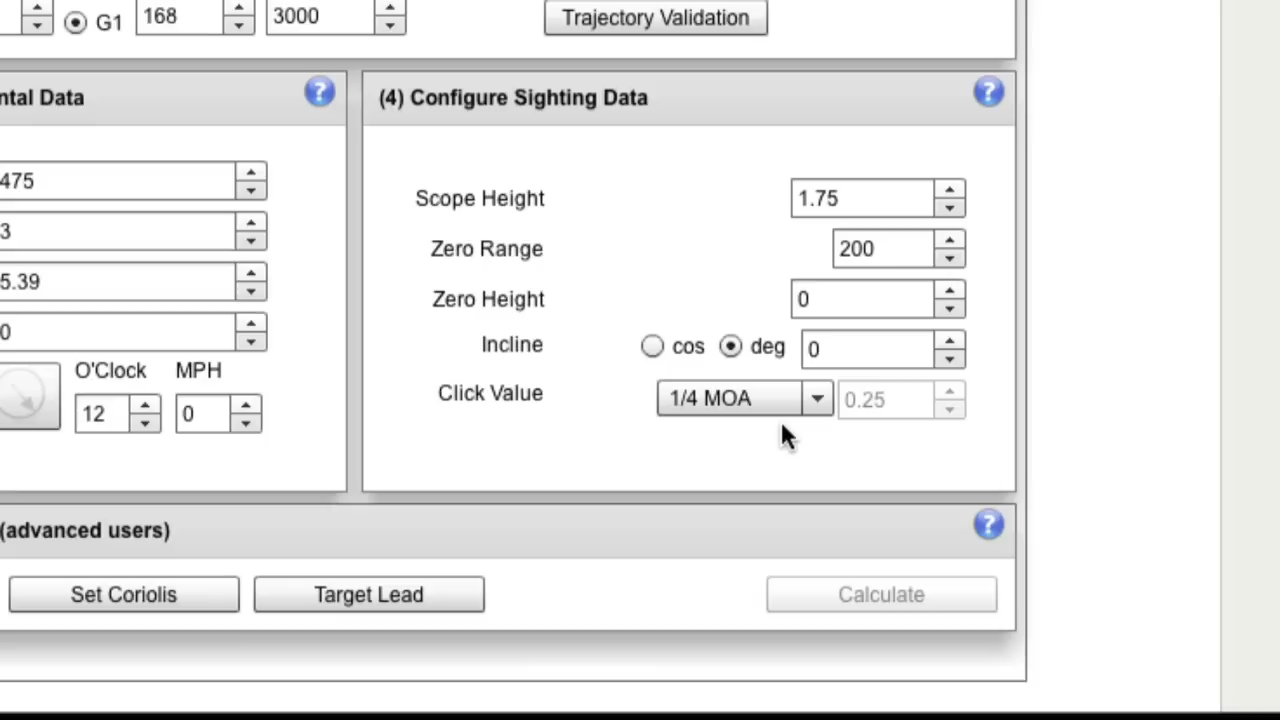 G1 168 3000 Trajectory Validation
ntal Data
(4) Configure Sighting Data
475
3
5.39
0
O'Clock MPH
12 0
Scope Height 1.75
Zero Range 200
Zero Height 0
Incline cos deg 0
Click Value 1/4 MOA 0.25
(advanced users)
Set Coriolis Target Lead Calculate